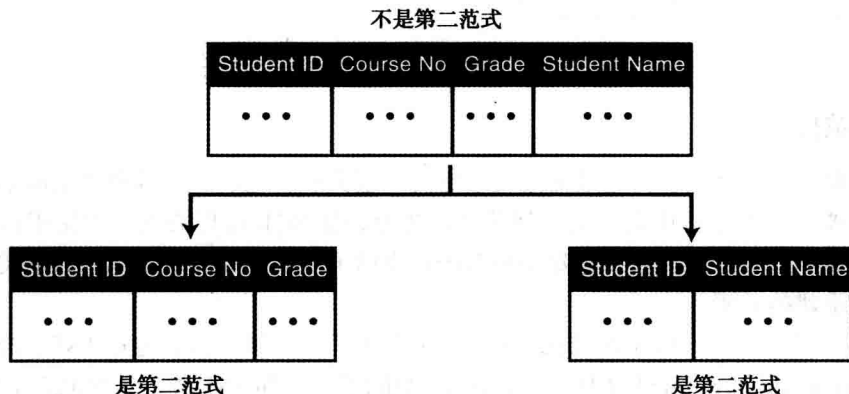 不是第二范式
Student ID Course No Grade Student Name
••• ••• ••• •••
Student ID Course No Grade
••• ••• •••
Student ID Student Name
••• •••
是第二范式
是第二范式